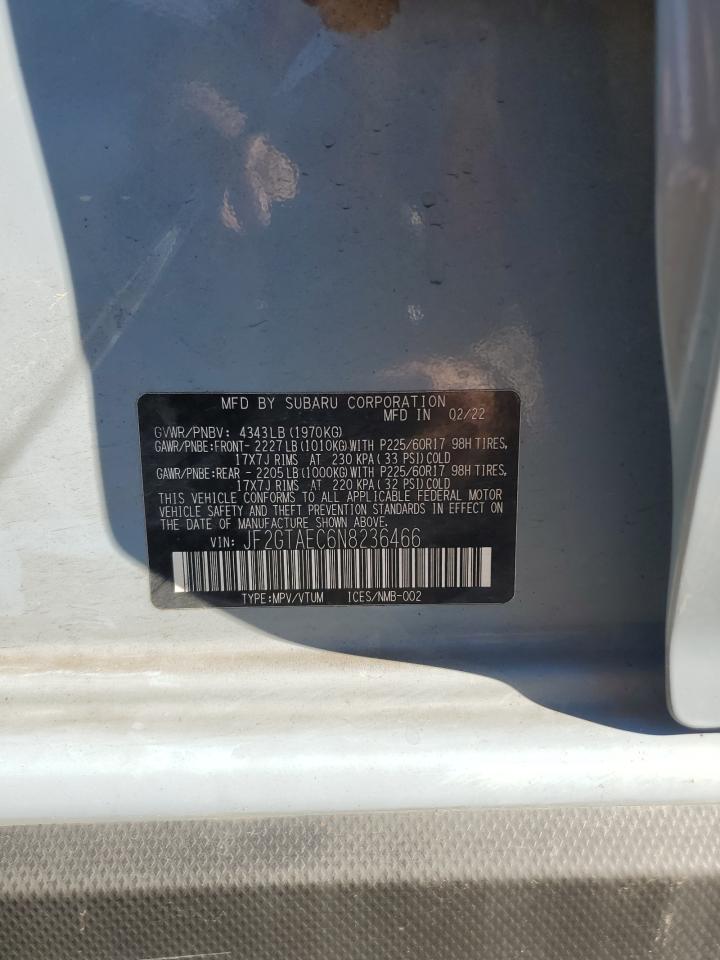 MFD BY SUBARU CORPORATION
MFD IN 02/22
GVWR/PNBV: 4343LB(1970KG)
GAWR/PNBE:FRONT- 2227LB(1010KG)WITH P225/60R17 98H TIRES,
17X7J RIMS AT 230 KPA( 33 PSI)COLD
GAWR/PNBE:REAR - 2205LB(1000KG)WITH P225/60R17 98H TIRES,
17X7J RIMS AT 220 KPA( 32 PSI)COLD
THIS VEHICLE CONFORMS TO ALL APPLICABLE FEDERAL MOTOR
VEHICLE SAFETY AND THEFT PREVENTION STANDARDS IN EFFECT
ON THE DATE OF MANUFACTURE SHOWN ABOVE.
VIN: JF2GTAEC6N8236466
TYPE:MPV/VTUM ICES/NMB-002